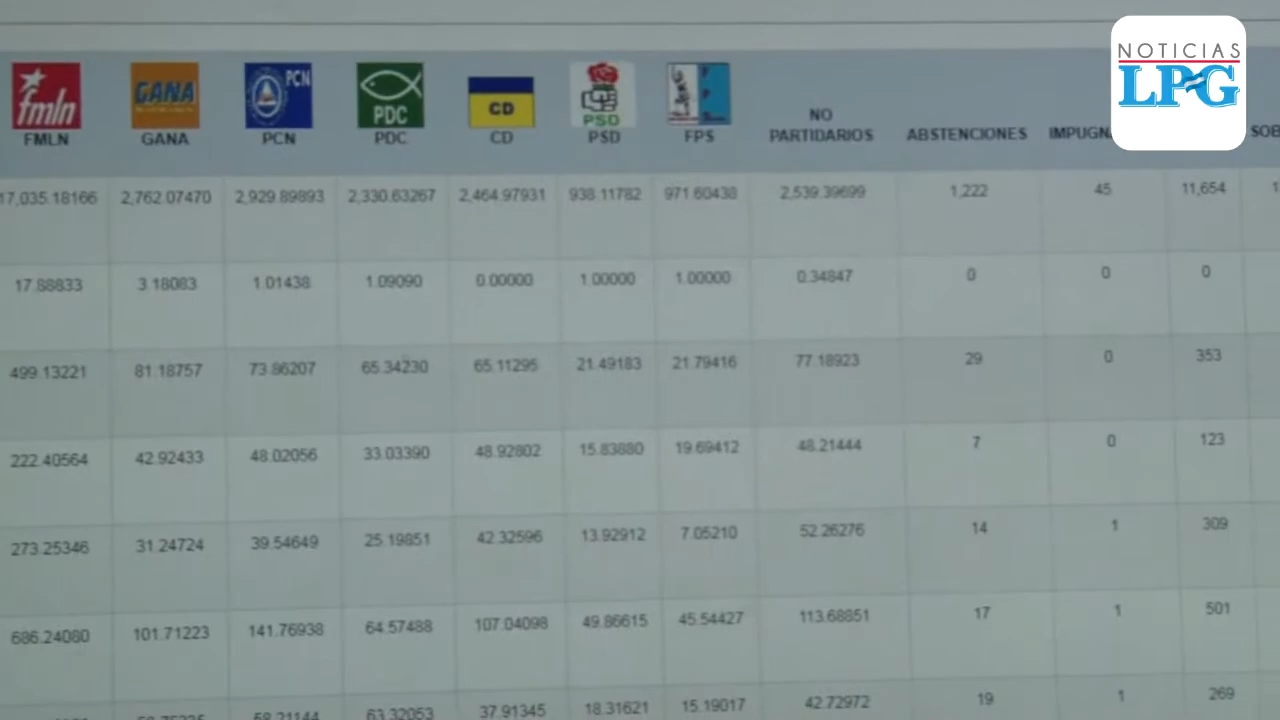 NOTICIAS
LPG
fmln GANA PCN PDC CD PSD
FMLN GANA PCN PDC CD PSD FPS NO PARTIDARIOS ABSTENCIONES
17,035.18166 2,762.07470 2,929.89893 2,330.63267 2,464.97931 938.11782 971.60438 2,539.39699 1,222 45 11,654
17.88833 3.18083 1.01438 1.09090 0.00000 1.00000 1.00000 0.34847 0 0 0
499.13221 81.18757 73.86207 65.34230 65.11295 21.49183 21.79416 77.18923 29 0 353
222.40564 42.92433 48.02056 33.03390 48.92802 15.83880 19.69412 48.21444 7 0 123
273.25346 31.24724 39.54649 25.19851 42.32596 13.92912 7.05210 52.26276 14 1 309
686.24080 101.71223 141.76938 64.57488 107.04098 49.86615 45.54427 113.68851 17 1 501
63.32053 37.91345 18.31621 15.19017 42.72972 19 1 269